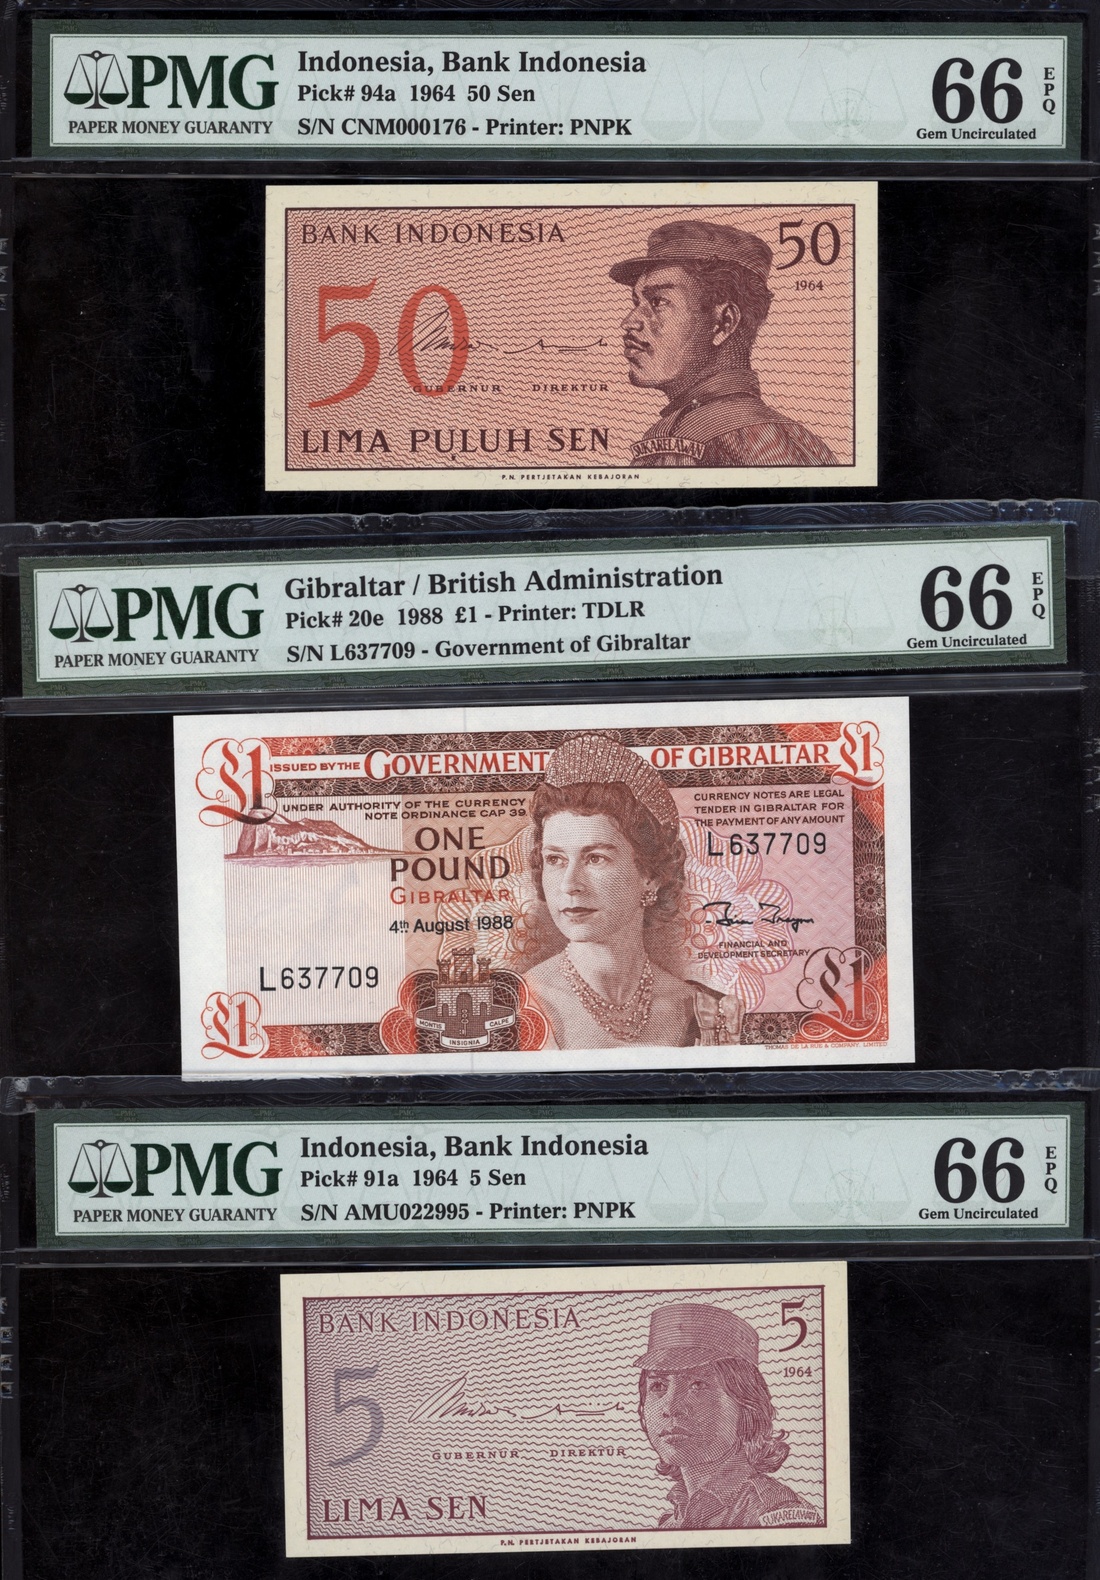 PMG
PAPER MONEY GUARANTY
Indonesia, Bank Indonesia
Pick# 94a 1964 50 Sen
S/N CNM000176 - Printer: PNPK
66 EPQ
Gem Uncirculated
BANK INDONESIA
50
1964
50
GUBERNUR DIREKTUR
LIMA PULUH SEN
SUKARELAWAN
P.N. PERTJETAKAN KEBAJORAN
PMG
PAPER MONEY GUARANTY
Gibraltar / British Administration
Pick# 20e 1988 £1 - Printer: TDLR
S/N L637709 - Government of Gibraltar
66 EPQ
Gem Uncirculated
£1 ISSUED BY THE GOVERNMENT OF GIBRALTAR £1
UNDER AUTHORITY OF THE CURRENCY
NOTE ORDINANCE CAP 39
CURRENCY NOTES ARE LEGAL
TENDER IN GIBRALTAR FOR
THE PAYMENT OF ANY AMOUNT
ONE
POUND
GIBRALTAR
4th August 1988
L637709
FINANCIAL AND
DEVELOPMENT SECRETARY
L637709
£1
MONTIS CALPE
INSIGNIA
£1
THOMAS DE LA RUE & COMPANY, LIMITED
PMG
PAPER MONEY GUARANTY
Indonesia, Bank Indonesia
Pick# 91a 1964 5 Sen
S/N AMU022995 - Printer: PNPK
66 EPQ
Gem Uncirculated
BANK INDONESIA
5
1964
5
GUBERNUR DIREKTUR
LIMA SEN
SUKARELAWATI
P.N. PERTJETAKAN KEBAJORAN